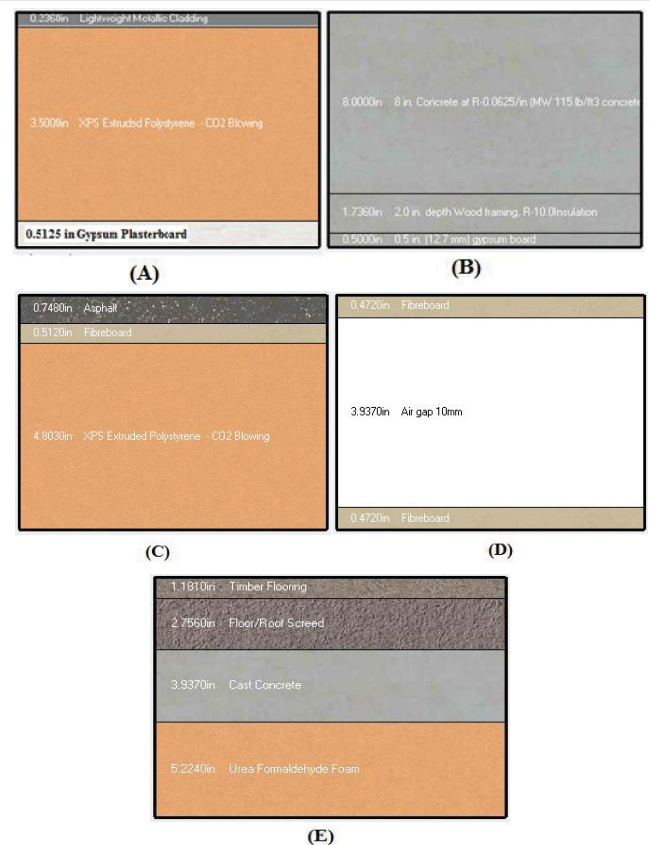 0.2360in Lightweight Metallic Cladding
3.5000in XPS Extruded Polystyrene - CO2 Blowing
0.5125 in Gypsum Plasterboard
(A)
8.0000in 8 in. Concrete at R-0.0625/in (MW 115 lb/ft3 concrete
1.7360in 2.0 in. depth Wood framing, R-10.0Insulation
0.5000in 0.5 in. (12.7 mm) gypsum board
(B)
0.7480in Asphalt
0.5120in Fibreboard
4.8030in XPS Extruded Polystyrene - CO2 Blowing
(C)
0.4720in Fibreboard
3.9370in Air gap 10mm
0.4720in Fibreboard
(D)
1.1810in Timber Flooring
2.7560in Floor/Roof Screed
3.9370in Cast Concrete
5.2240in Urea Formaldehyde Foam
(E)